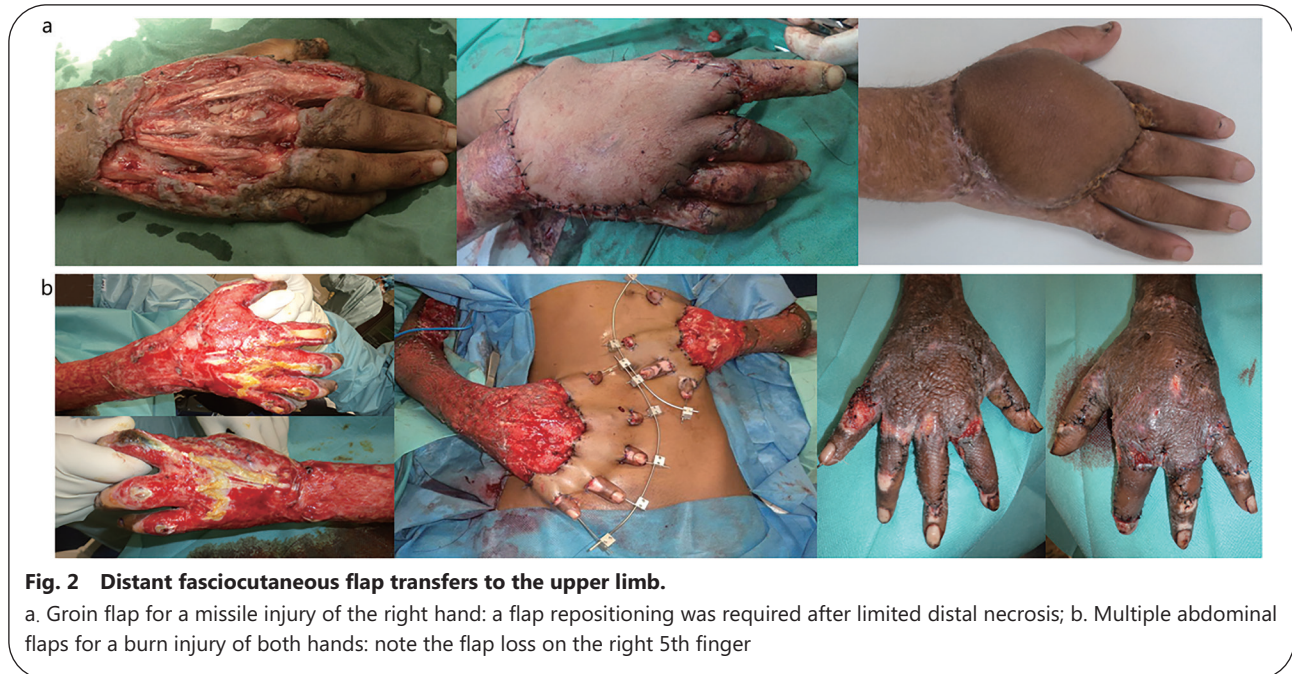 a
b
Fig. 2 Distant fasciocutaneous flap transfers to the upper limb.
a. Groin flap for a missile injury of the right hand: a flap repositioning was required after limited distal necrosis; b. Multiple abdominal
flaps for a burn injury of both hands: note the flap loss on the right 5th finger